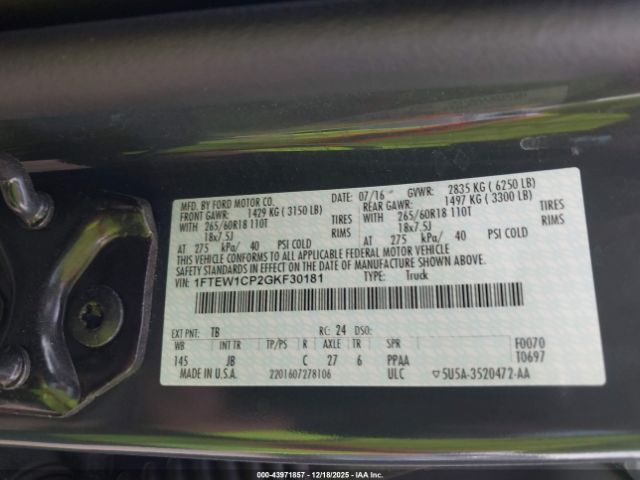 MFD. BY FORD MOTOR CO. DATE: 07/16 GVWR: 2835 KG ( 6250 LB)
FRONT GAWR: 1429 KG ( 3150 LB) REAR GAWR: 1497 KG ( 3300 LB)
WITH 265/60R18 110T TIRES WITH 265/60R18 110T TIRES
18x7.5J RIMS 18x7.5J RIMS
AT 275 kPa/ 40 PSI COLD AT 275 kPa/ 40 PSI COLD
THIS VEHICLE CONFORMS TO ALL APPLICABLE FEDERAL MOTOR VEHICLE
SAFETY STANDARDS IN EFFECT ON THE DATE OF MANUFACTURE SHOWN ABOVE.
VIN: 1FTEW1CP2GKF30181 TYPE: Truck
EXT PNT: TB RC: 24 DSO:
WB BRK INT TR TP/PS R AXLE TR SPR F0070
145 JB C 27 6 PPAA T0697
MADE IN U.S.A. 2201607278106 ULC ▽5U5A-3520472-AA
00-43971857 - 12/18/2025 - IAAI.COM